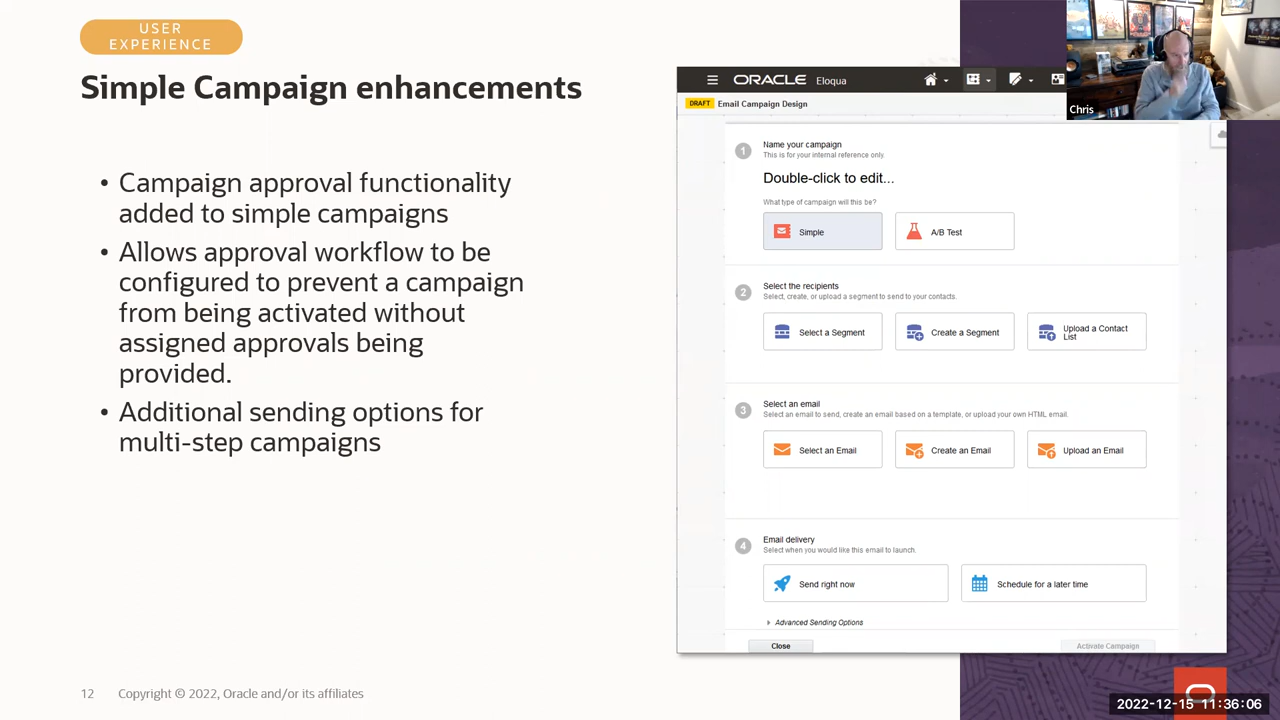 USER
EXPERIENCE
Simple Campaign enhancements
• Campaign approval functionality
added to simple campaigns
• Allows approval workflow to be
configured to prevent a campaign
from being activated without
assigned approvals being
provided.
• Additional sending options for
multi-step campaigns
12 Copyright © 2022, Oracle and/or its affiliates
ORACLE Eloqua
DRAFT Email Campaign Design
1 Name your campaign
This is for your internal reference only.
Double-click to edit...
What type of campaign will this be?
Simple A/B Test
2 Select the recipients
Select, create, or upload a segment to send to your contacts.
Select a Segment Create a Segment Upload a Contact
List
3 Select an email
Select an email to send, create an email based on a template, or upload your own HTML email.
Select an Email Create an Email Upload an Email
4 Email delivery
Select when you would like this email to launch.
Send right now Schedule for a later time
Advanced Sending Options
Close Activate Campaign
Chris
2022-12-15 11:36:06